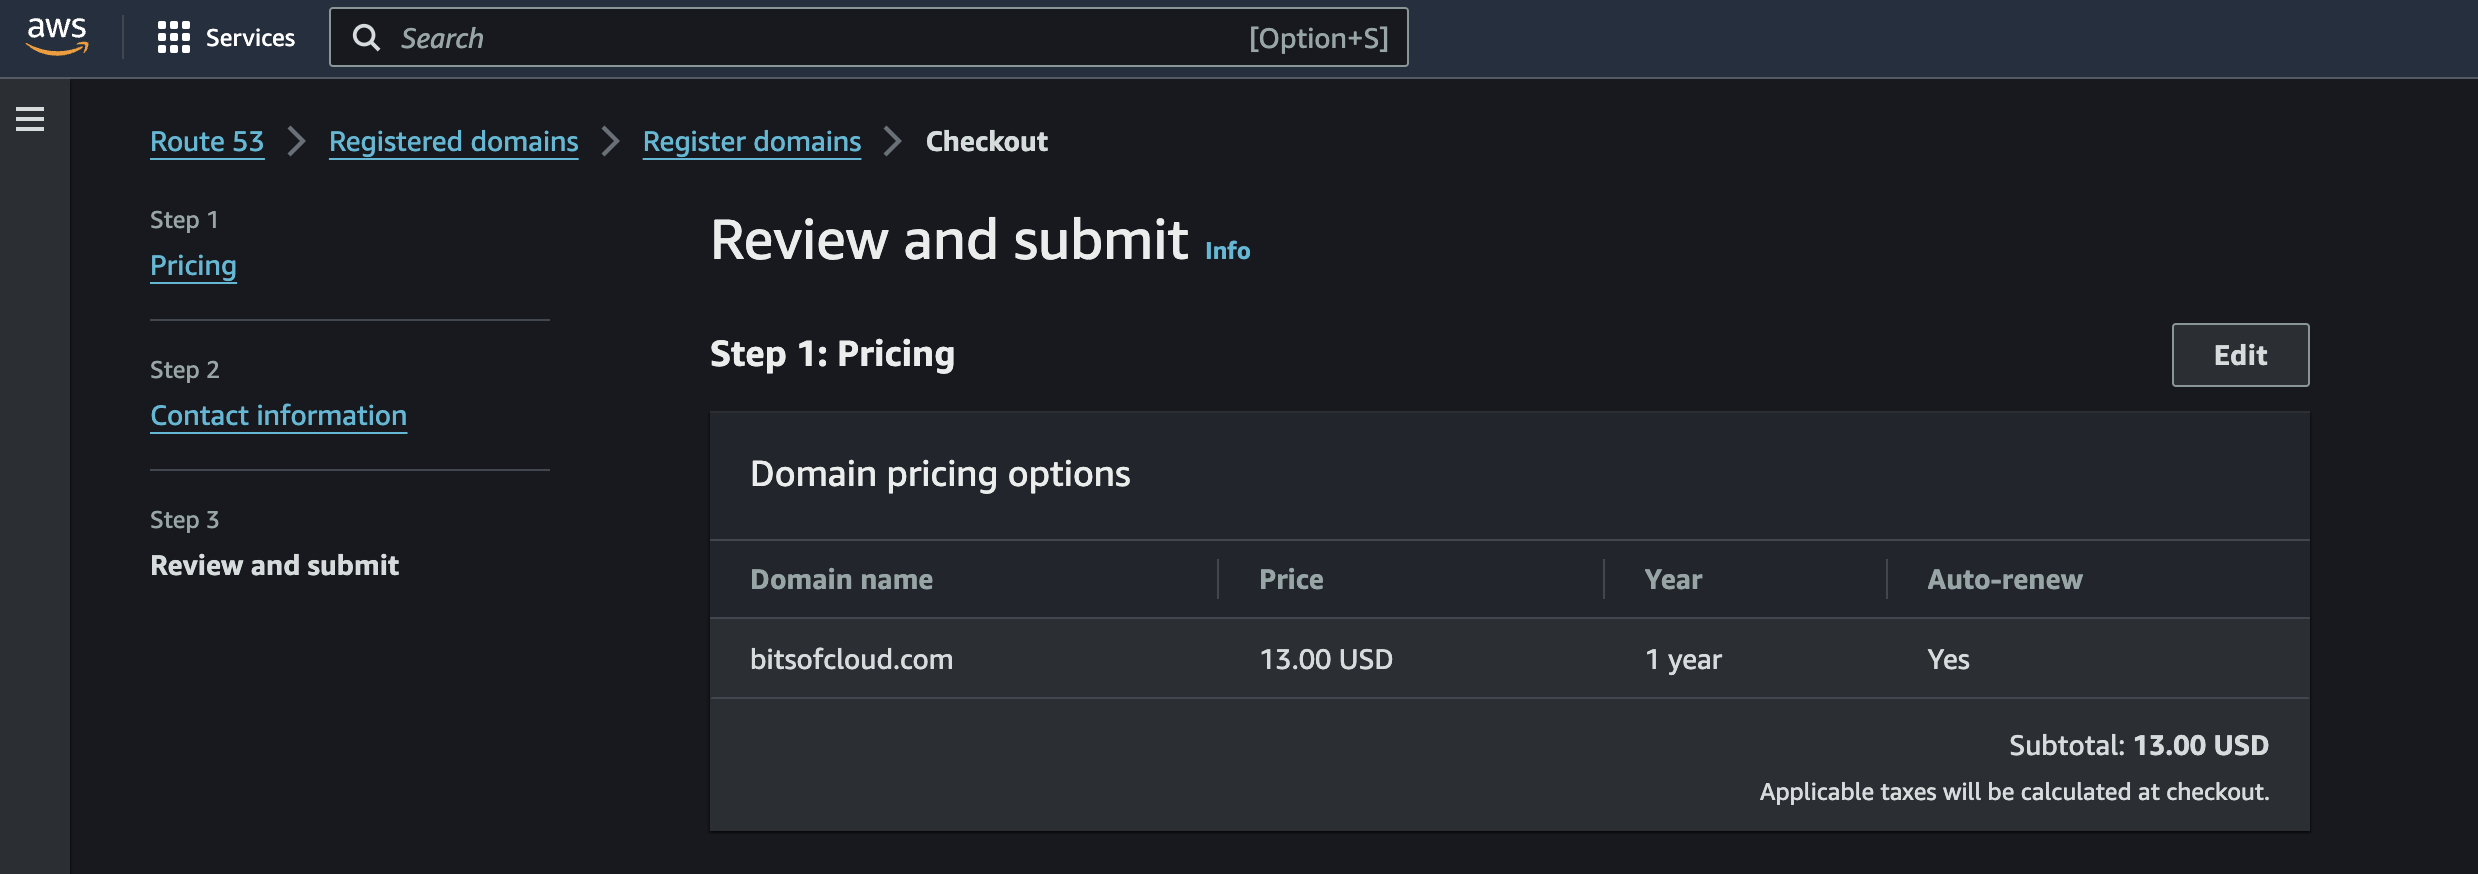 aws
Services
Search
[Option+S]
Route 53
Registered domains
Register domains
Checkout
Step 1
Pricing
Step 2
Contact information
Step 3
Review and submit
Review and submit Info
Step 1: Pricing
Edit
Domain pricing options
Domain name Price Year Auto-renew
bitsofcloud.com 13.00 USD 1 year Yes
Subtotal: 13.00 USD
Applicable taxes will be calculated at checkout.